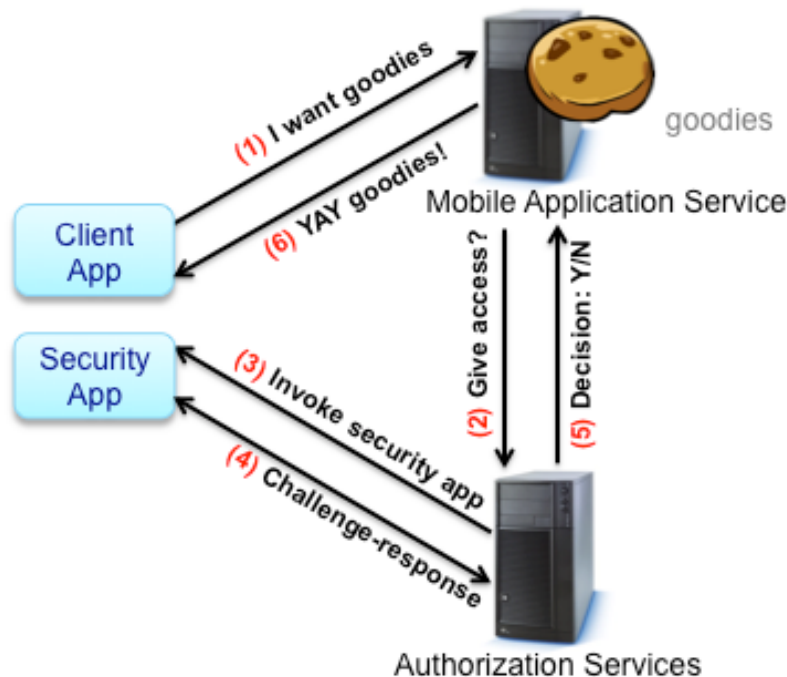 (1) I want goodies
goodies
Mobile Application Service
(6) YAY goodies!
Client
App
Security
App
(2) Give access?
(5) Decision: Y/N
(3) Invoke security app
(4) Challenge-response
Authorization Services